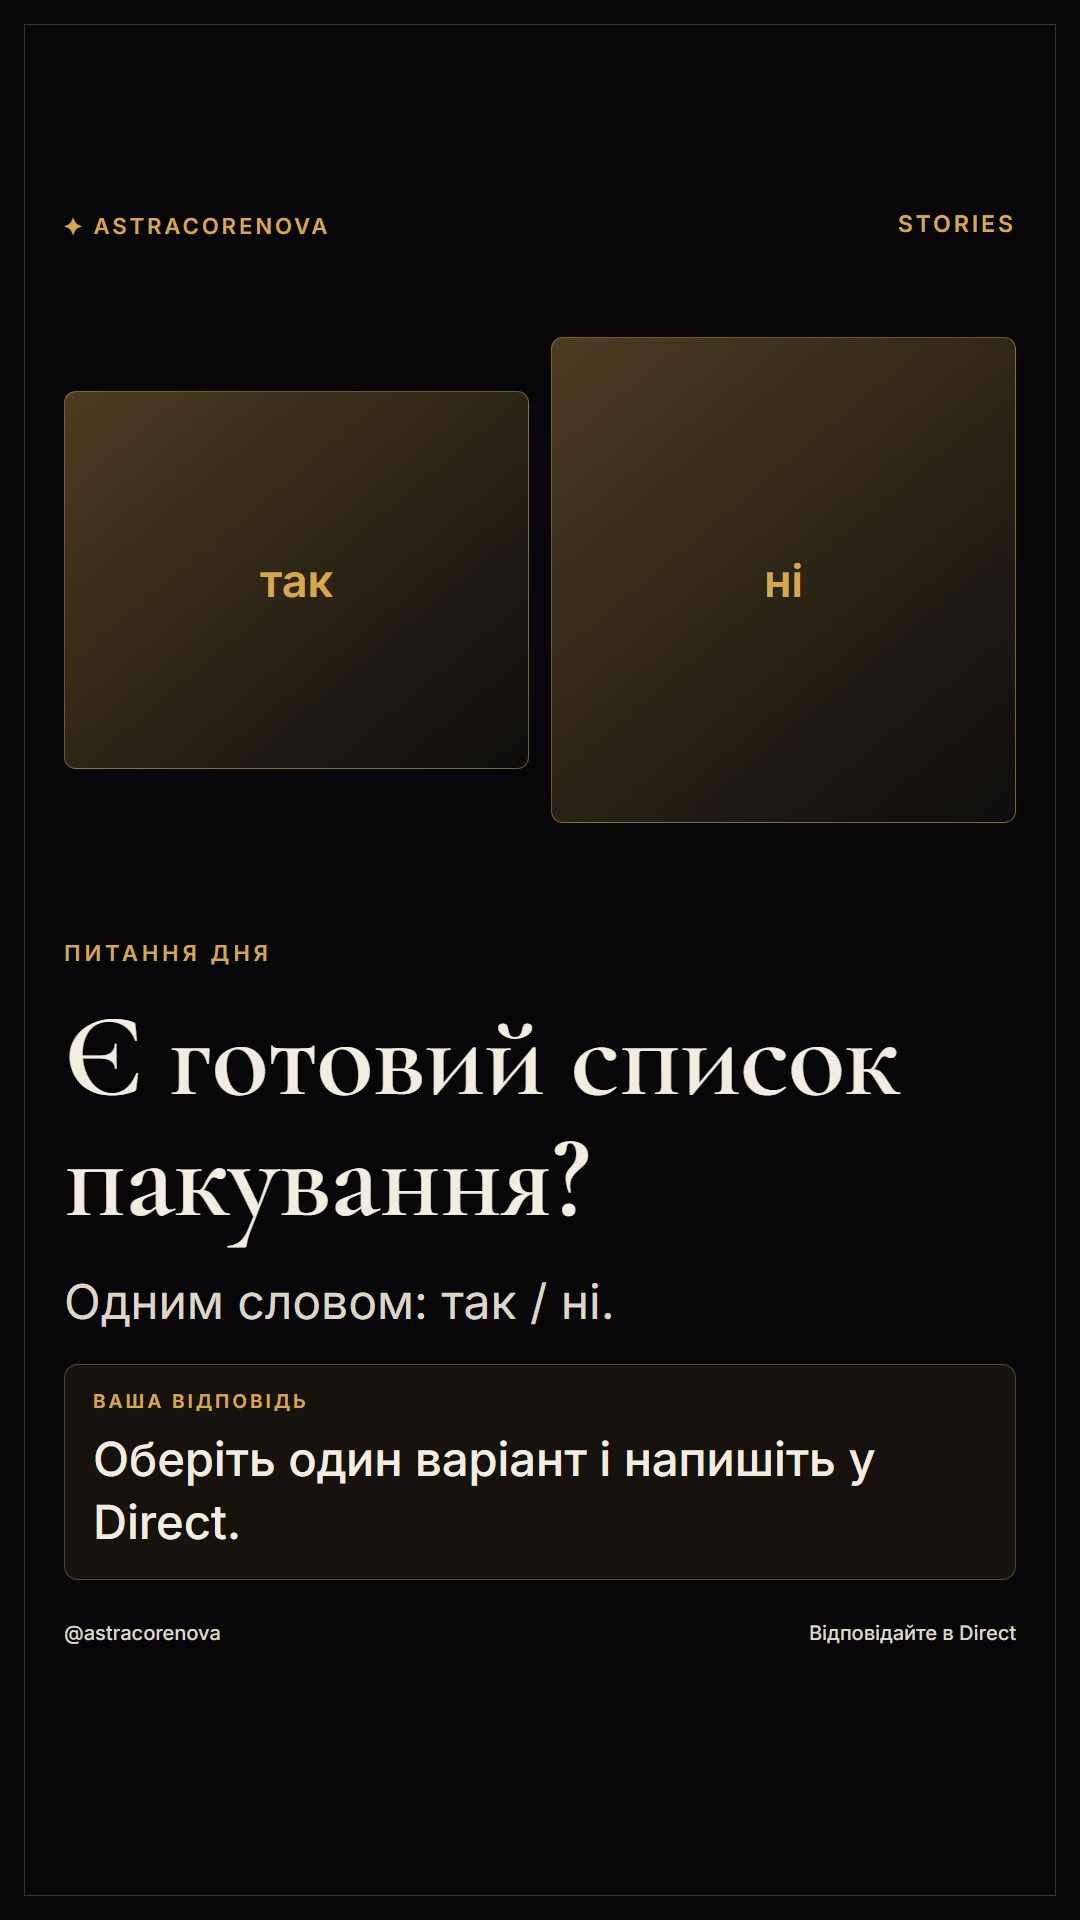 ✦ ASTRACORENOVA
STORIES
так
ні
ПИТАННЯ ДНЯ
Є готовий список
пакування?
Одним словом: так / ні.
ВАША ВІДПОВІДЬ
Оберіть один варіант і напишіть у
Direct.
@astracorenova
Відповідайте в Direct